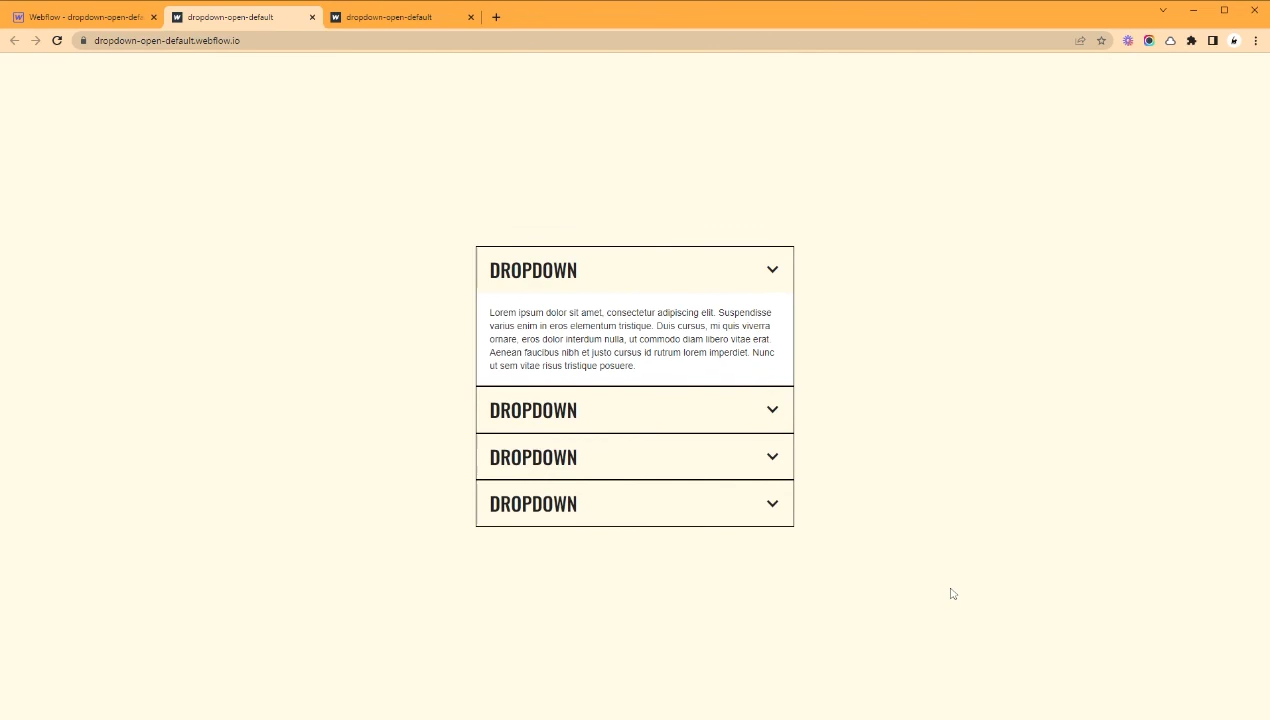 Webflow - dropdown-open-defa
dropdown-open-default
dropdown-open-default
dropdown-open-default.webflow.io
DROPDOWN
Lorem ipsum dolor sit amet, consectetur adipiscing elit. Suspendisse
varius enim in eros elementum tristique. Duis cursus, mi quis viverra
ornare, eros dolor interdum nulla, ut commodo diam libero vitae erat.
Aenean faucibus nibh et justo cursus id rutrum lorem imperdiet. Nunc
ut sem vitae risus tristique posuere.
DROPDOWN
DROPDOWN
DROPDOWN